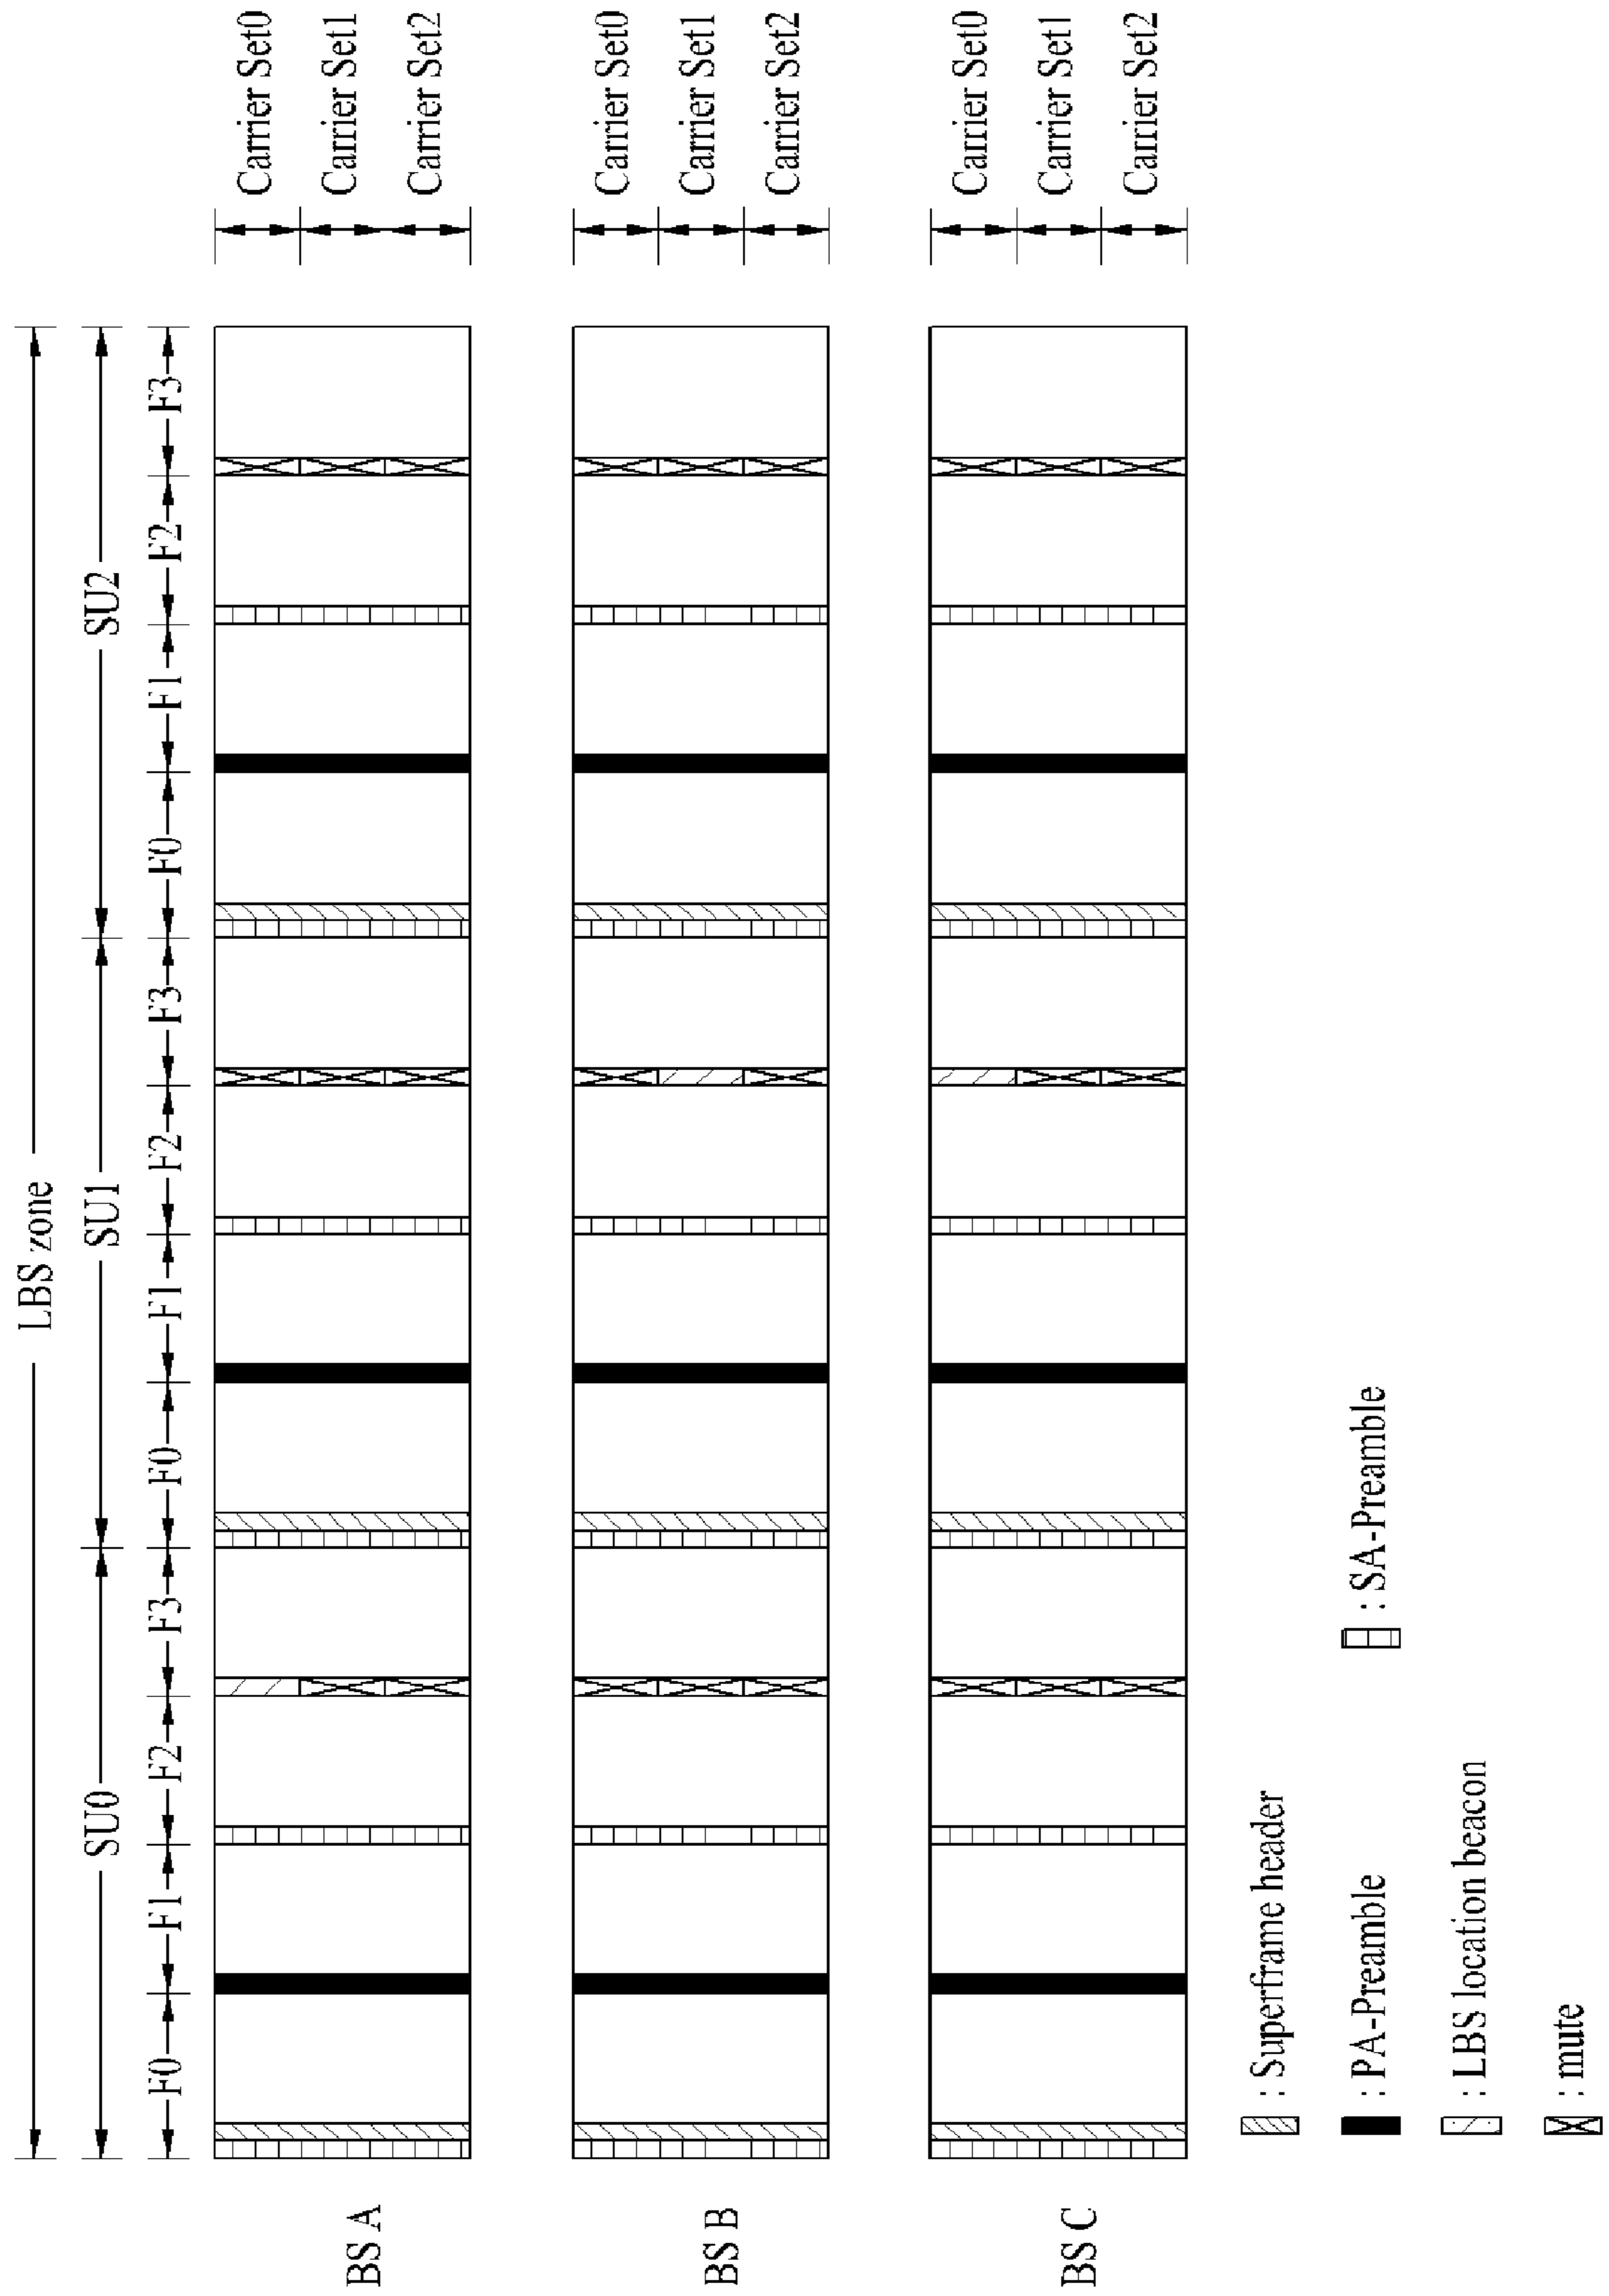 LBS zone
SU0 SU1 SU2
F0 F1 F2 F3 F0 F1 F2 F3 F0 F1 F2 F3
BS A
Carrier Set0
Carrier Set1
Carrier Set2
BS B
Carrier Set0
Carrier Set1
Carrier Set2
BS C
Carrier Set0
Carrier Set1
Carrier Set2
: Superframe header
: PA-Preamble : SA-Preamble
: LBS location beacon
: mute